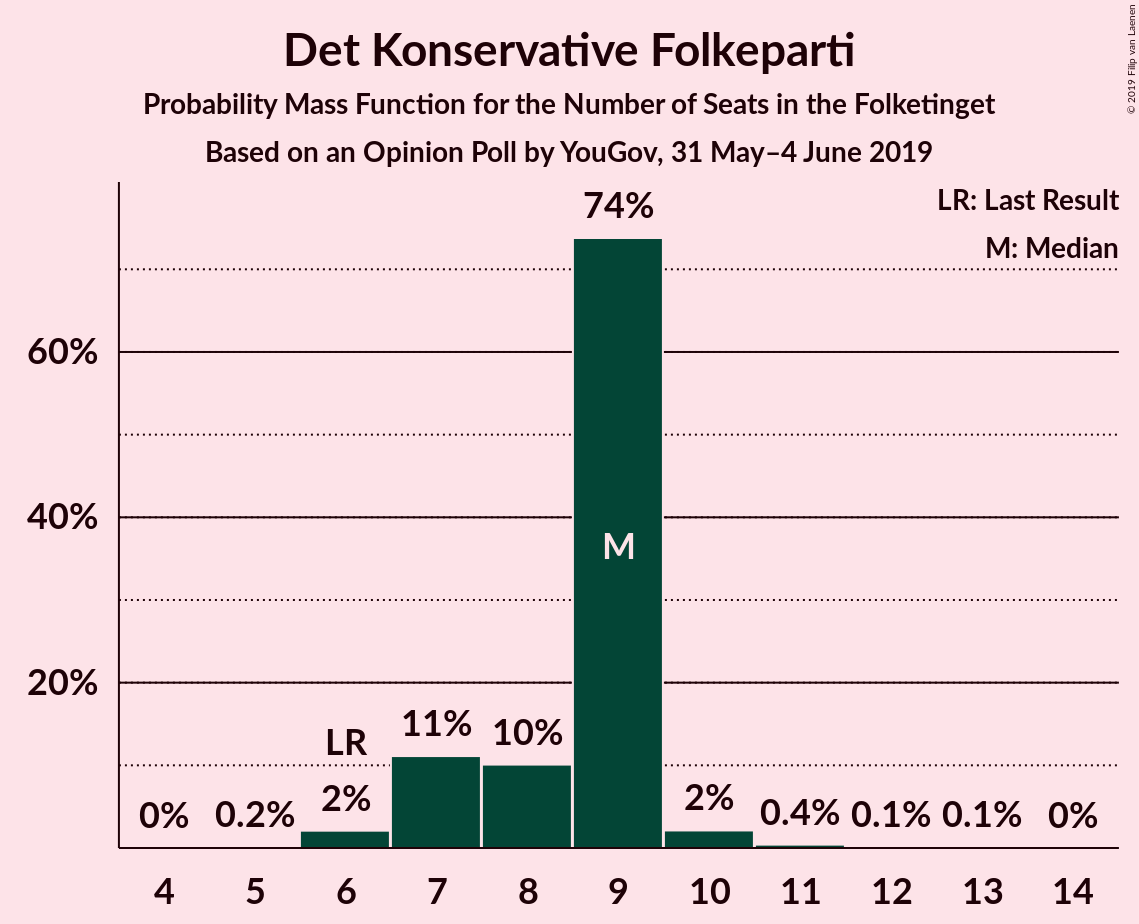 Det Konservative Folkeparti
Probability Mass Function for the Number of Seats in the Folketinget
Based on an Opinion Poll by YouGov, 31 May–4 June 2019
© 2019 Filip van Laenen
LR: Last Result
M: Median
74%
60%
40%
20%
M
LR
0%
0.2%
2%
11%
10%
2%
0.4%
0.1%
0.1%
0%
4 5 6 7 8 9 10 11 12 13 14